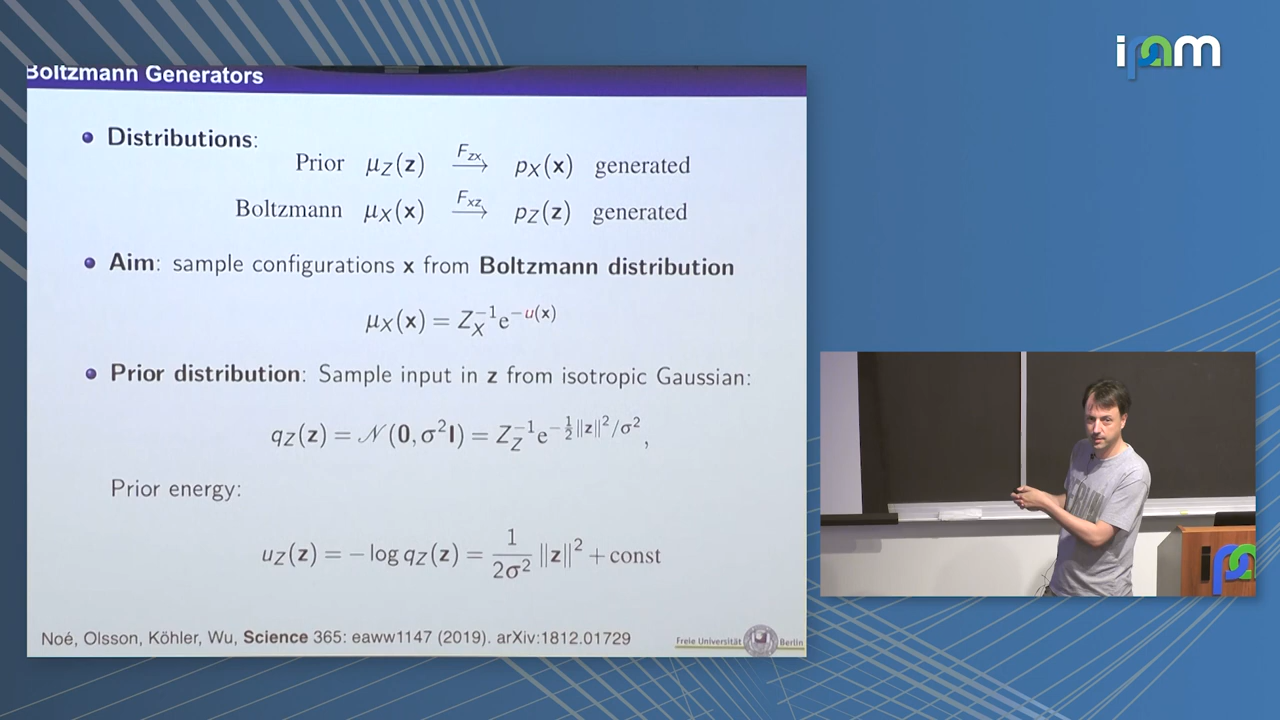 ipam
Boltzmann Generators
Distributions:
Prior μ_Z(z) F_zx → p_X(x) generated
Boltzmann μ_X(x) F_xz → p_Z(z) generated
Aim: sample configurations x from Boltzmann distribution
μ_X(x) = Z_X^{-1} e^{-u(x)}
Prior distribution: Sample input in z from isotropic Gaussian:
q_Z(z) = 𝒩(0, σ²I) = Z_Z^{-1} e^{-½‖z‖²/σ²},
Prior energy:
u_Z(z) = − log q_Z(z) = 1/(2σ²) ‖z‖² + const
Noé, Olsson, Köhler, Wu, Science 365: eaww1147 (2019). arXiv:1812.01729
Freie Universität Berlin